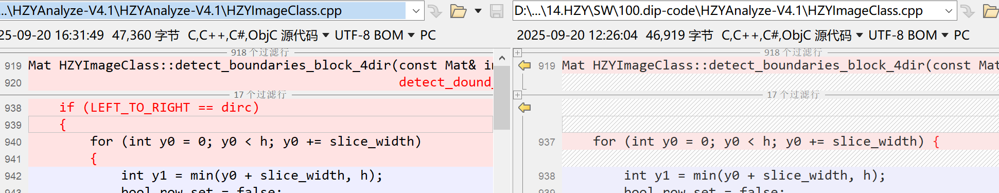 ...\HZYAnalyze-V4.1\HZYAnalyze-V4.1\HZYImageClass.cpp
25-09-20 16:31:49 47,360 字节 C,C++,C#,ObjC 源代码 UTF-8 BOM PC
918 个过滤行
919 Mat HZYImageClass::detect_boundaries_block_4dir(const Mat& i
920 detect_dound_
17 个过滤行
938 if (LEFT_TO_RIGHT == dirc)
939 {
940 for (int y0 = 0; y0 < h; y0 += slice_width)
941 {
942 int y1 = min(y0 + slice_width, h);
943 bool row_set = false;
D:\...\14.HZY\SW\100.dip-code\HZYAnalyze-V4.1\HZYImageClass.cpp
2025-09-20 12:26:04 46,919 字节 C,C++,C#,ObjC 源代码 UTF-8 BOM PC
918 个过滤行
919 Mat HZYImageClass::detect_boundaries_block_4dir(const Mat
17 个过滤行
937 for (int y0 = 0; y0 < h; y0 += slice_width) {
938 int y1 = min(y0 + slice_width, h);
939 bool row_set = false;